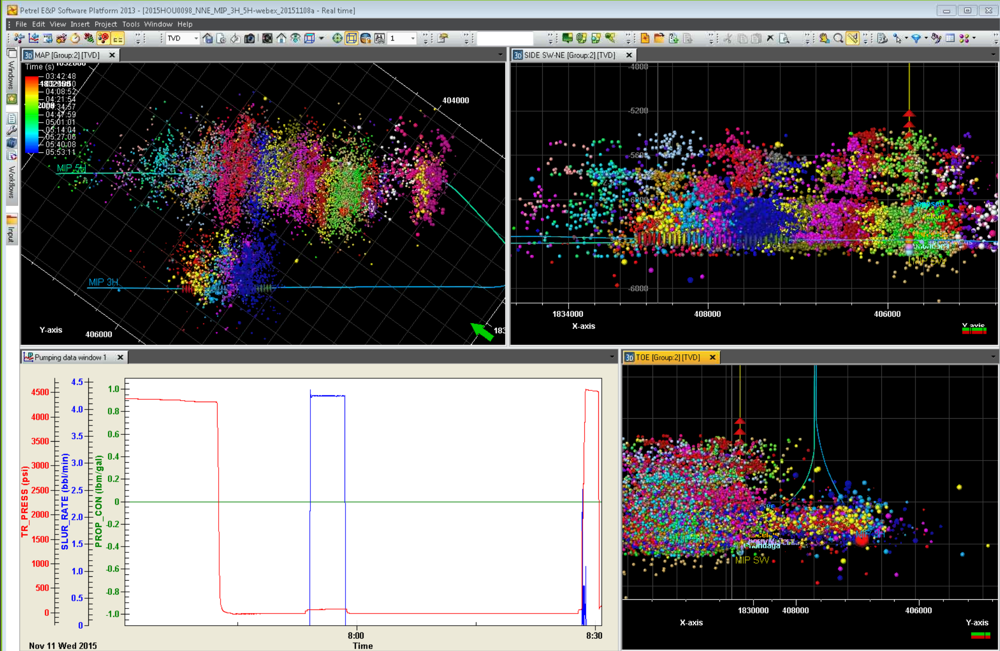 Petrel E&P Software Platform 2013 - [2015HOU0098_NNE_MIP_3H_5H-webex_20151108a - Real time]
File Edit View Insert Project Tools Window Help
TVD
1
Windows
Workflows
Input
MAP [Group:2] [TVD]
Time (s)
03:42:48
04:08:52
04:21:54
04:34:57
04:47:59
05:01:01
05:14:04
05:27:06
05:40:08
05:53:11
404000
MIP 5H
MIP 3H
Y-axis
406000
183
SIDE SW-NE [Group:2] [TVD]
-4800
-5200
-5600
-6000
MIP SW
1834000
408000
406000
X-axis
Y-axis
Pumping data window 1
TR_PRESS (psi)
4500
4000
3500
3000
2500
2000
1500
1000
500
0
SLUR_RATE (bbl/min)
4.5
4.0
3.5
3.0
2.5
2.0
1.5
1.0
0.5
0
PROP_CON (lbm/gal)
1.0
0.8
0.6
0.4
0.2
0
-0.2
-0.4
-0.6
-0.8
-1.0
8:00
8:30
Nov 11 Wed 2015
Time
TOE [Group:2] [TVD]
MIP 3H
MIP SW
1830000
408000
406000
X-axis
Y-axis